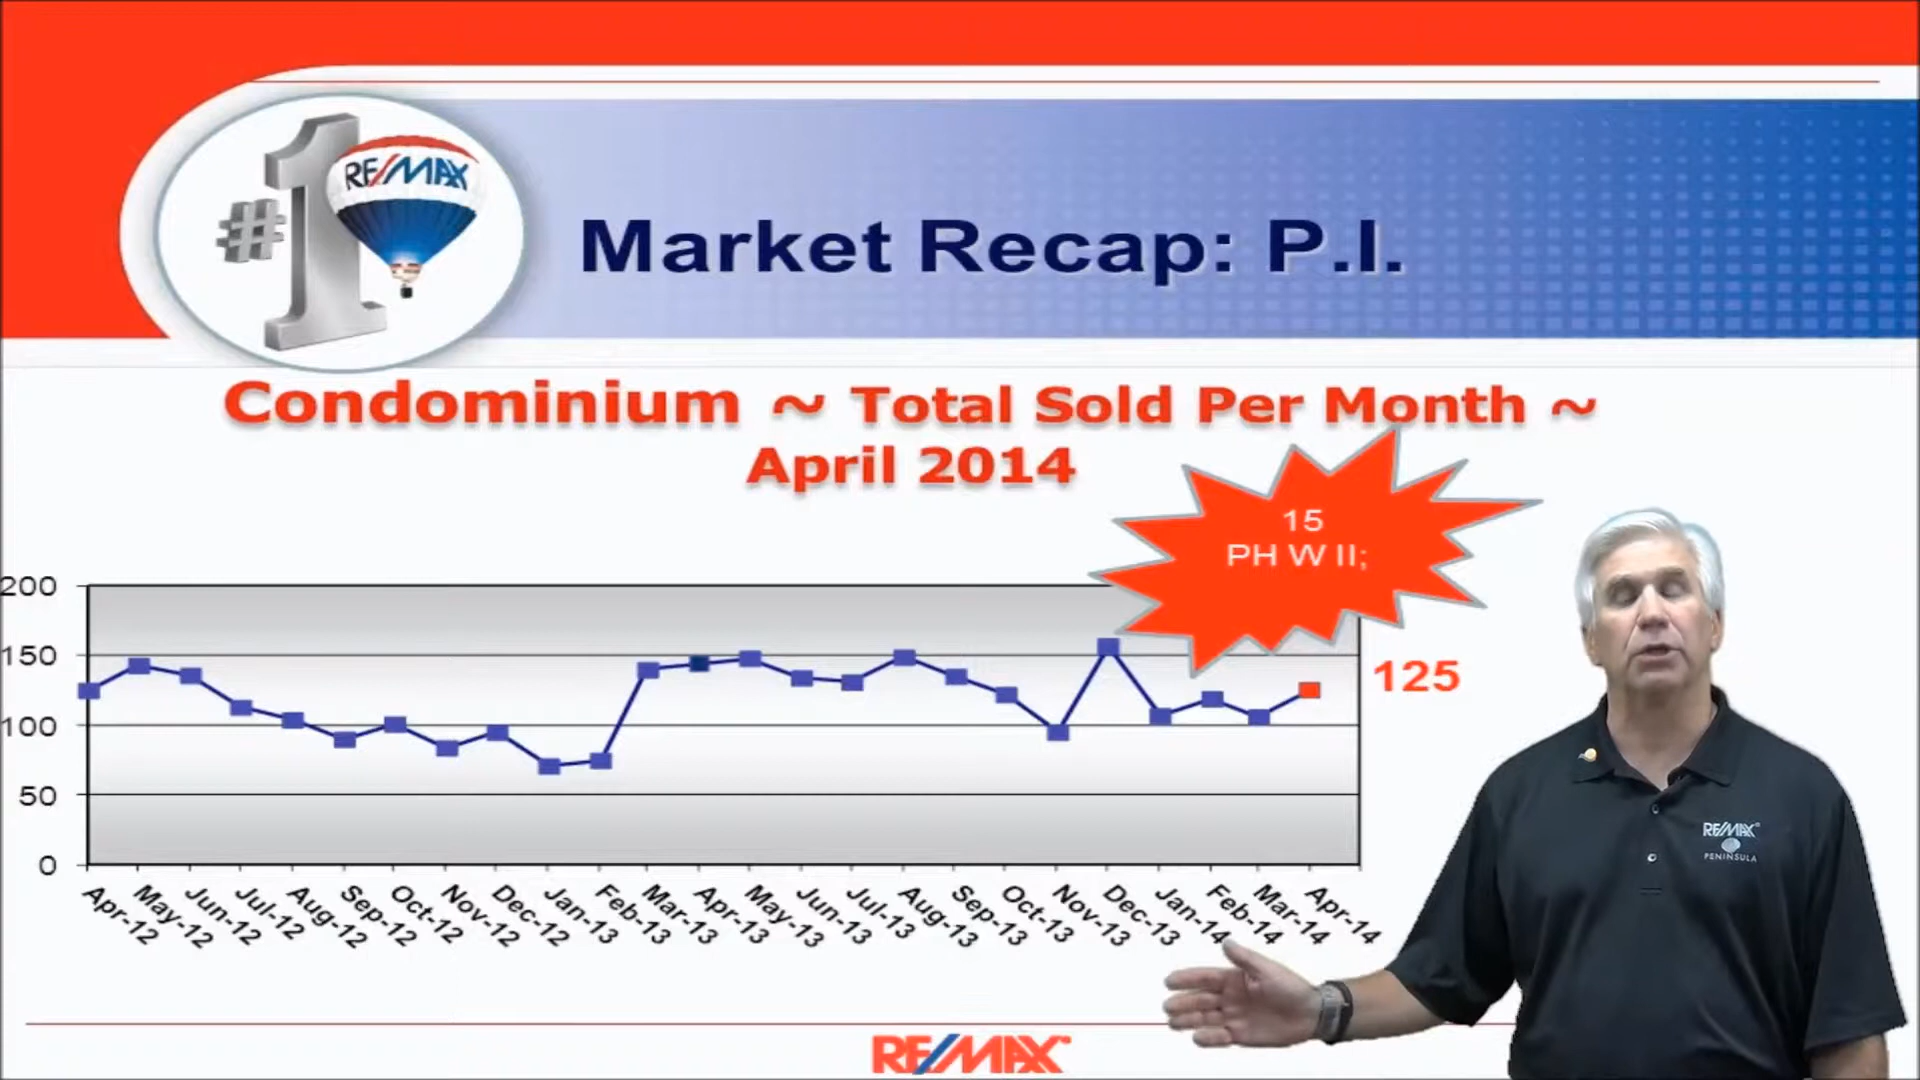 #1
RE/MAX
Market Recap: P.I.
Condominium ~ Total Sold Per Month ~
April 2014
15
PH W II;
200
150
100
50
0
125
Apr-12
May-12
Jun-12
Jul-12
Aug-12
Sep-12
Oct-12
Nov-12
Dec-12
Jan-13
Feb-13
Mar-13
Apr-13
May-13
Jun-13
Jul-13
Aug-13
Sep-13
Oct-13
Nov-13
Dec-13
Jan-14
Feb-14
Mar-14
Apr-14
RE/MAX®
PENINSULA
RE/MAX®